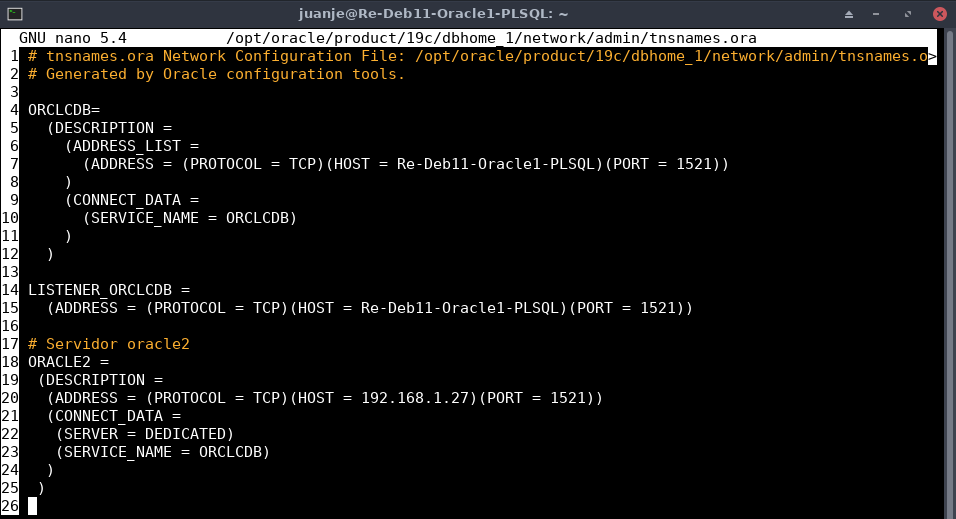 juanje@Re-Deb11-Oracle1-PLSQL: ~
GNU nano 5.4 /opt/oracle/product/19c/dbhome_1/network/admin/tnsnames.ora
1 # tnsnames.ora Network Configuration File: /opt/oracle/product/19c/dbhome_1/network/admin/tnsnames.o>
2 # Generated by Oracle configuration tools.
3
4 ORCLCDB=
5   (DESCRIPTION =
6     (ADDRESS_LIST =
7       (ADDRESS = (PROTOCOL = TCP)(HOST = Re-Deb11-Oracle1-PLSQL)(PORT = 1521))
8     )
9     (CONNECT_DATA =
10       (SERVICE_NAME = ORCLCDB)
11     )
12   )
13
14 LISTENER_ORCLCDB =
15   (ADDRESS = (PROTOCOL = TCP)(HOST = Re-Deb11-Oracle1-PLSQL)(PORT = 1521))
16
17 # Servidor oracle2
18 ORACLE2 =
19  (DESCRIPTION =
20   (ADDRESS = (PROTOCOL = TCP)(HOST = 192.168.1.27)(PORT = 1521))
21   (CONNECT_DATA =
22    (SERVER = DEDICATED)
23    (SERVICE_NAME = ORCLCDB)
24   )
25  )
26